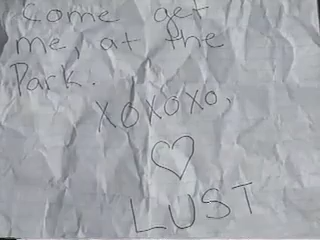 Come get
me, at the
Park.
XOXOXO,
LUST